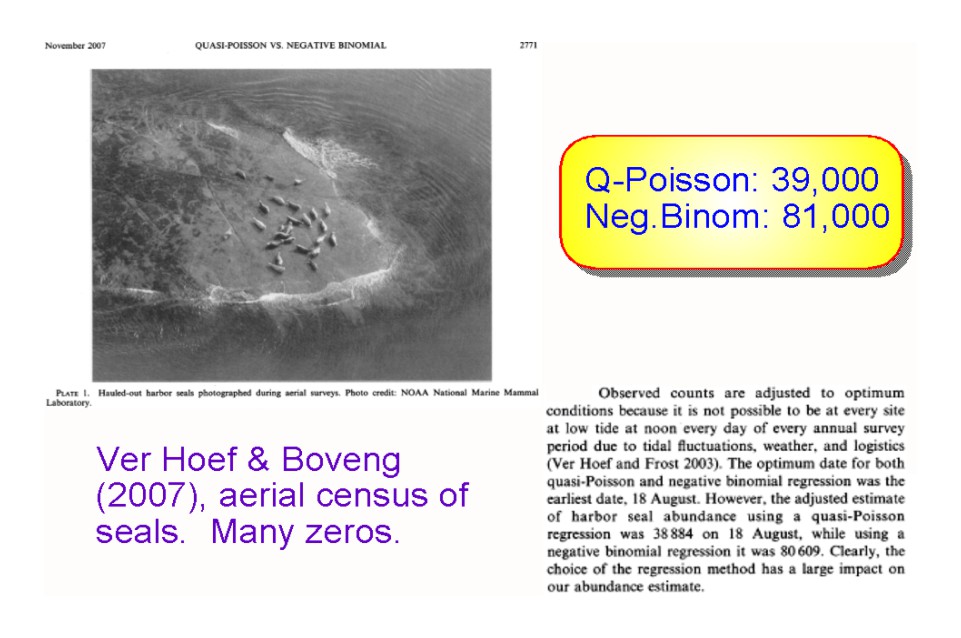 November 2007
QUASI-POISSON VS. NEGATIVE BINOMIAL
2771
PLATE 1. Hauled-out harbor seals photographed during aerial surveys. Photo credit: NOAA National Marine Mammal
Laboratory.
Ver Hoef & Boveng
(2007), aerial census of
seals. Many zeros.
Q-Poisson: 39,000
Neg.Binom: 81,000
Observed counts are adjusted to optimum
conditions because it is not possible to be at every site
at low tide at noon every day of every annual survey
period due to tidal fluctuations, weather, and logistics
(Ver Hoef and Frost 2003). The optimum date for both
quasi-Poisson and negative binomial regression was the
earliest date, 18 August. However, the adjusted estimate
of harbor seal abundance using a quasi-Poisson
regression was 38 884 on 18 August, while using a
negative binomial regression it was 80 609. Clearly, the
choice of the regression method has a large impact on
our abundance estimate.